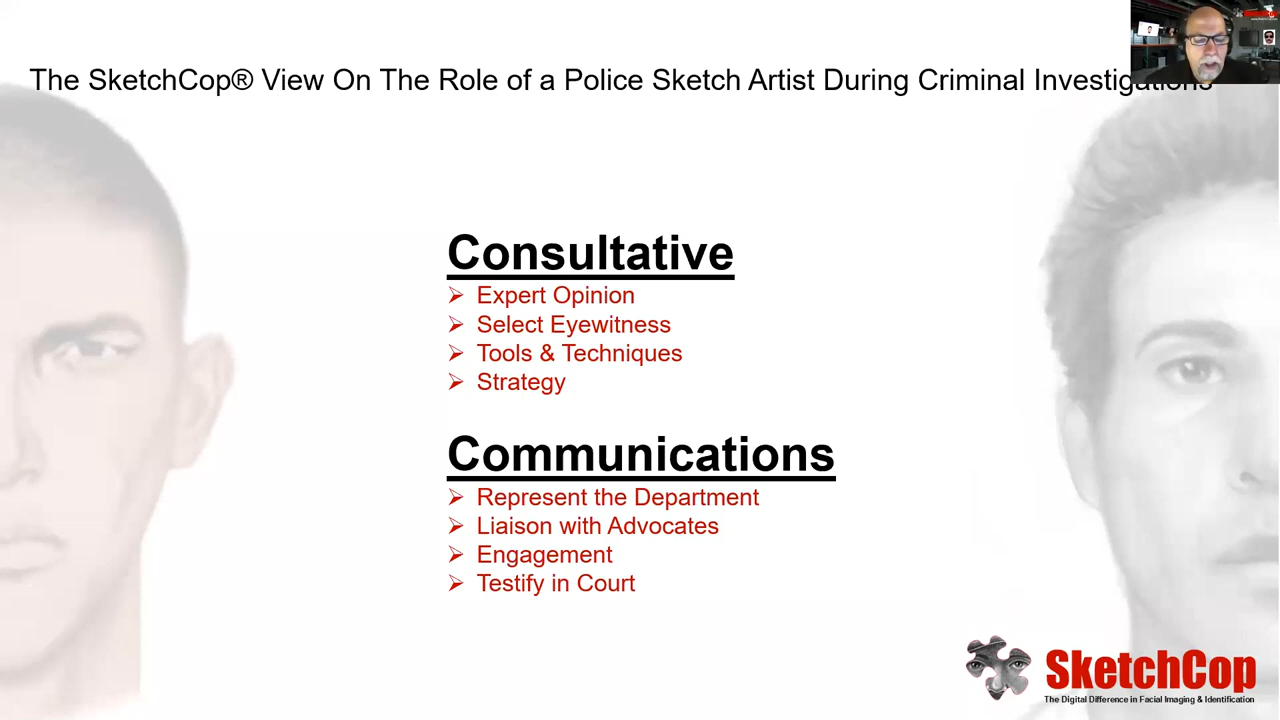 The SketchCop® View On The Role of a Police Sketch Artist During Criminal Investigations
Consultative
➢ Expert Opinion
➢ Select Eyewitness
➢ Tools & Techniques
➢ Strategy
Communications
➢ Represent the Department
➢ Liaison with Advocates
➢ Engagement
➢ Testify in Court
SketchCop
The Digital Difference in Facial Imaging & Identification